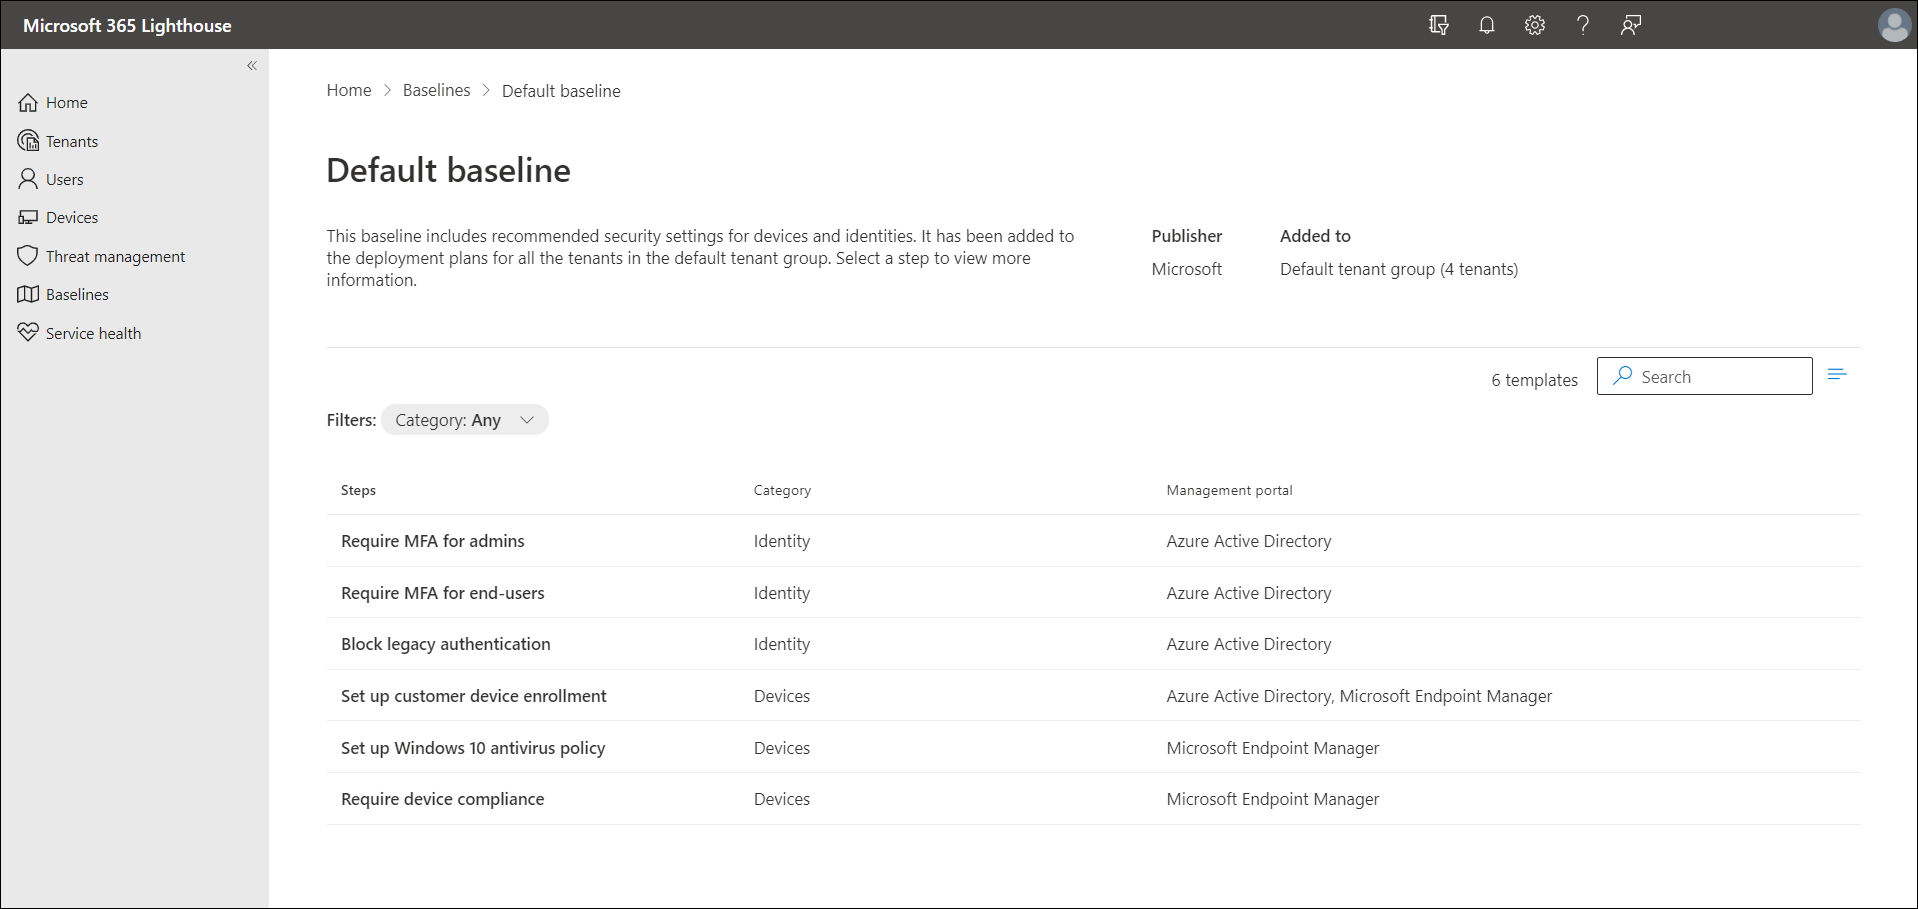 Microsoft 365 Lighthouse
Home
Tenants
Users
Devices
Threat management
Baselines
Service health
Home > Baselines > Default baseline
Default baseline
This baseline includes recommended security settings for devices and identities. It has been added to
the deployment plans for all the tenants in the default tenant group. Select a step to view more
information.
Publisher
Microsoft
Added to
Default tenant group (4 tenants)
6 templates
Search
Filters: Category: Any
Steps Category Management portal
Require MFA for admins Identity Azure Active Directory
Require MFA for end-users Identity Azure Active Directory
Block legacy authentication Identity Azure Active Directory
Set up customer device enrollment Devices Azure Active Directory, Microsoft Endpoint Manager
Set up Windows 10 antivirus policy Devices Microsoft Endpoint Manager
Require device compliance Devices Microsoft Endpoint Manager